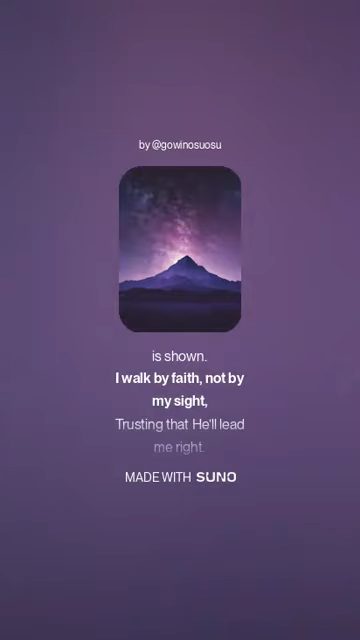 by @gowinosuosu
is shown.
I walk by faith, not by
my sight,
Trusting that He'll lead
me right.
MADE WITH SUNO